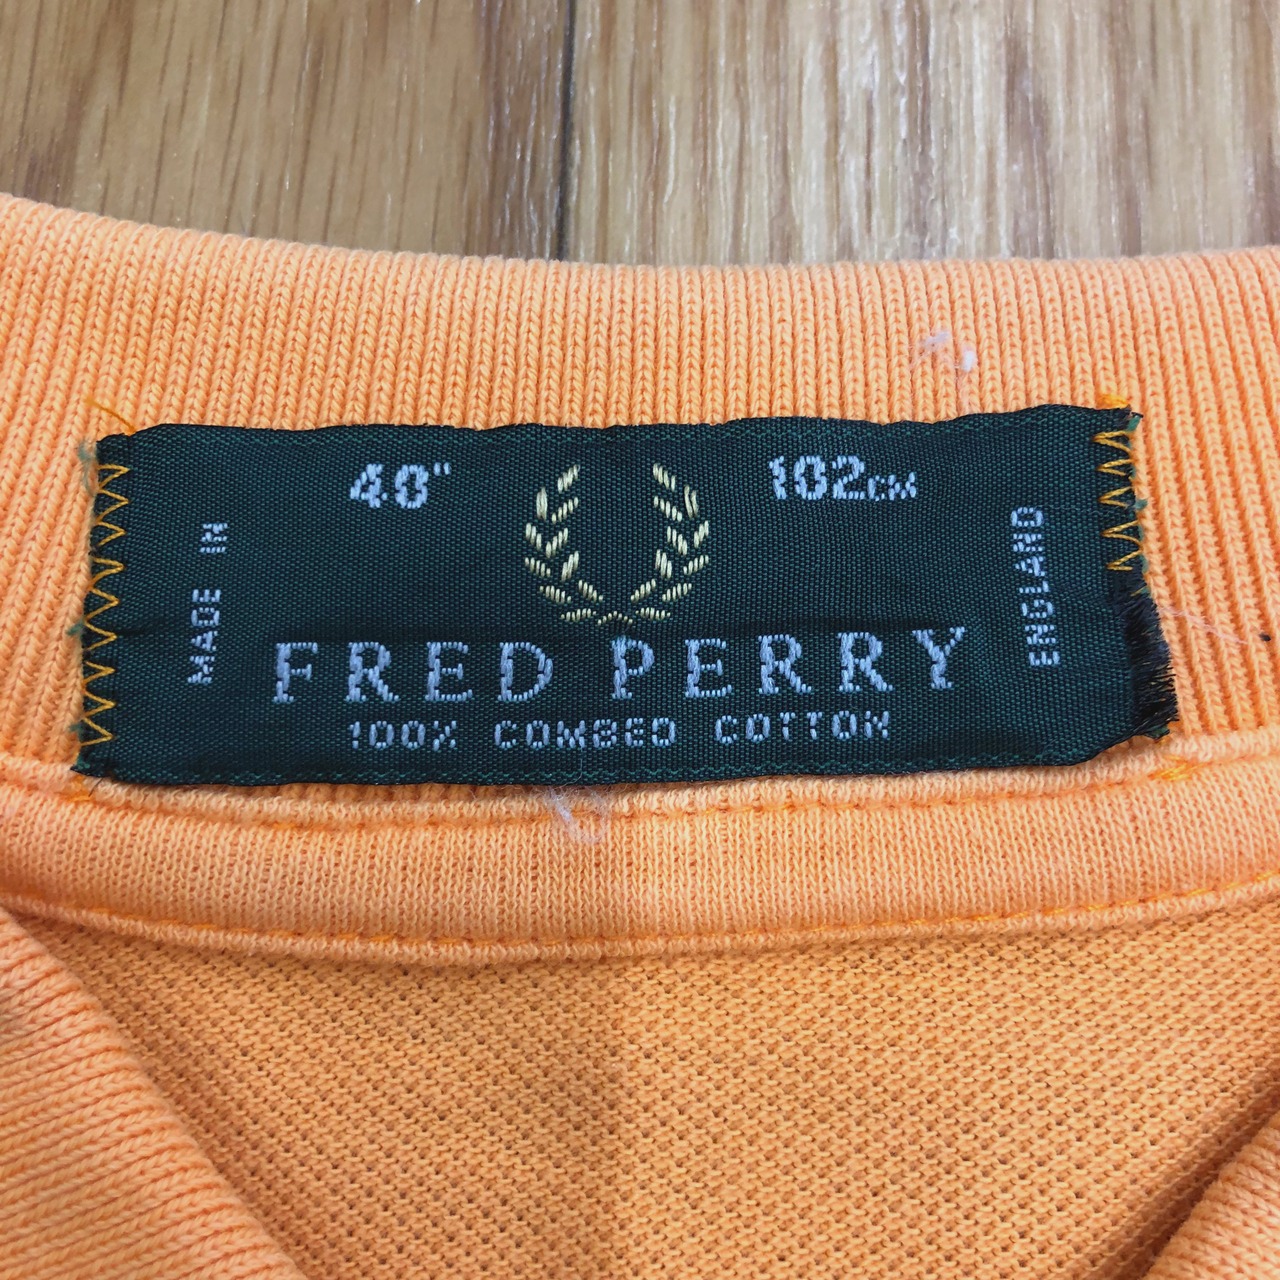 40" 102CM
MADE IN
ENGLAND
FRED PERRY
100% COMBED COTTON